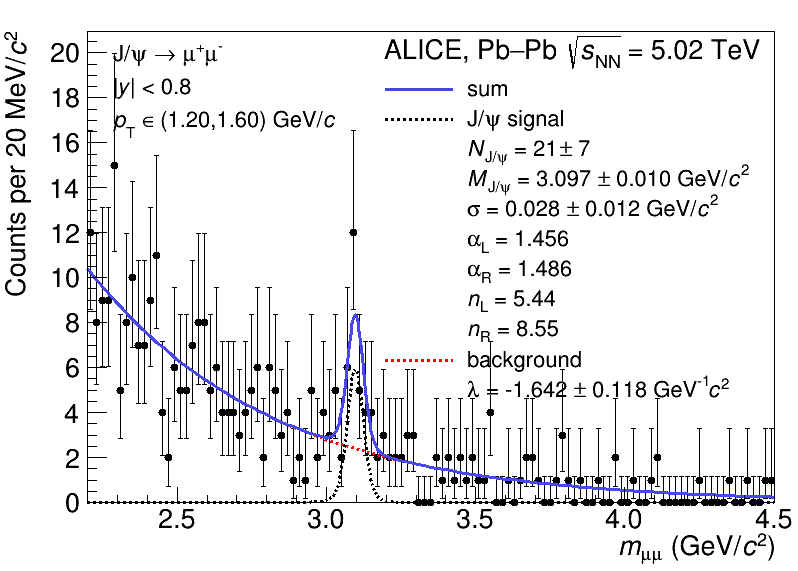 Counts per 20 MeV/c²
20
18
16
14
12
10
8
6
4
2
0
J/ψ → μ⁺μ⁻
|y| < 0.8
p_T ∈ (1.20,1.60) GeV/c
ALICE, Pb–Pb √s_NN = 5.02 TeV
sum
J/ψ signal
N_J/ψ = 21 ± 7
M_J/ψ = 3.097 ± 0.010 GeV/c²
σ = 0.028 ± 0.012 GeV/c²
α_L = 1.456
α_R = 1.486
n_L = 5.44
n_R = 8.55
background
λ = -1.642 ± 0.118 GeV⁻¹c²
2.5 3.0 3.5 4.0 4.5
m_μμ (GeV/c²)